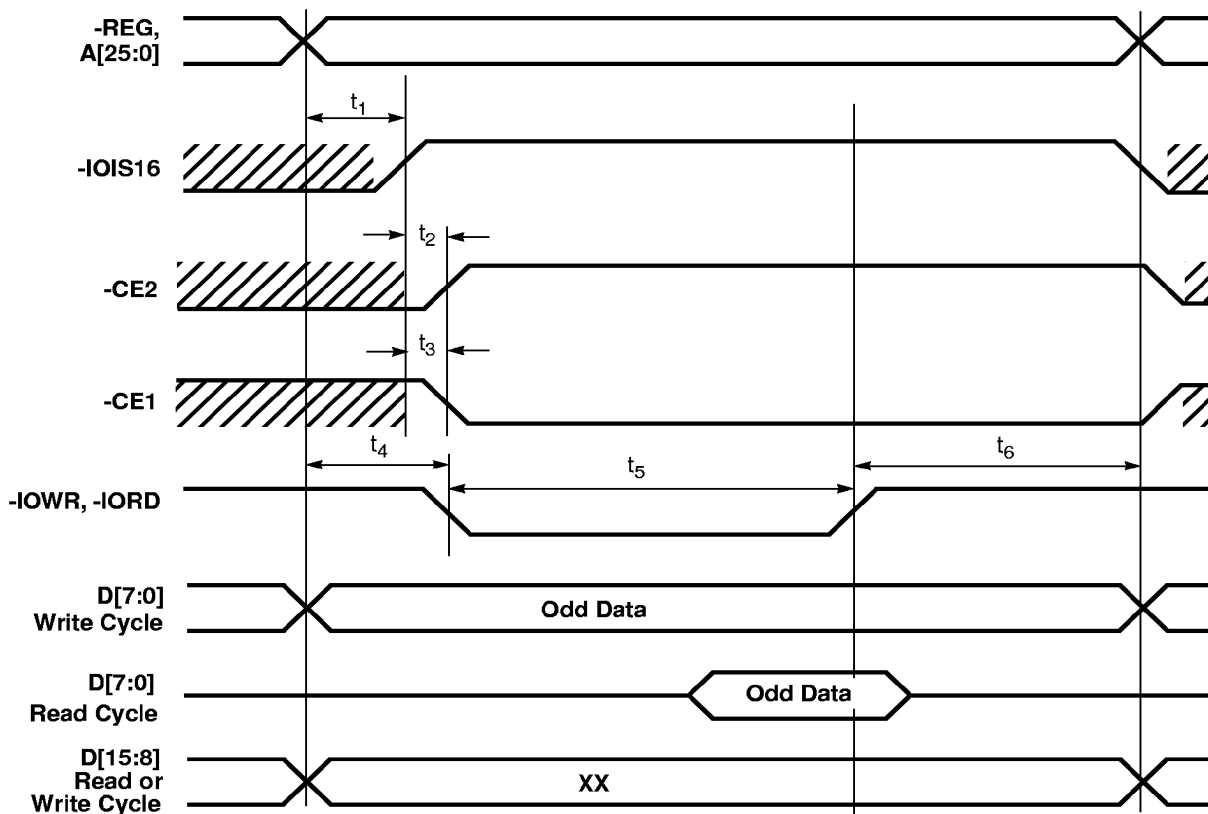 -REG,
A[25:0]
t1
-IOIS16
t2
-CE2
t3
-CE1
t4
t5
t6
-IOWR, -IORD
D[7:0]
Write Cycle
Odd Data
D[7:0]
Read Cycle
Odd Data
D[15:8]
Read or
Write Cycle
XX